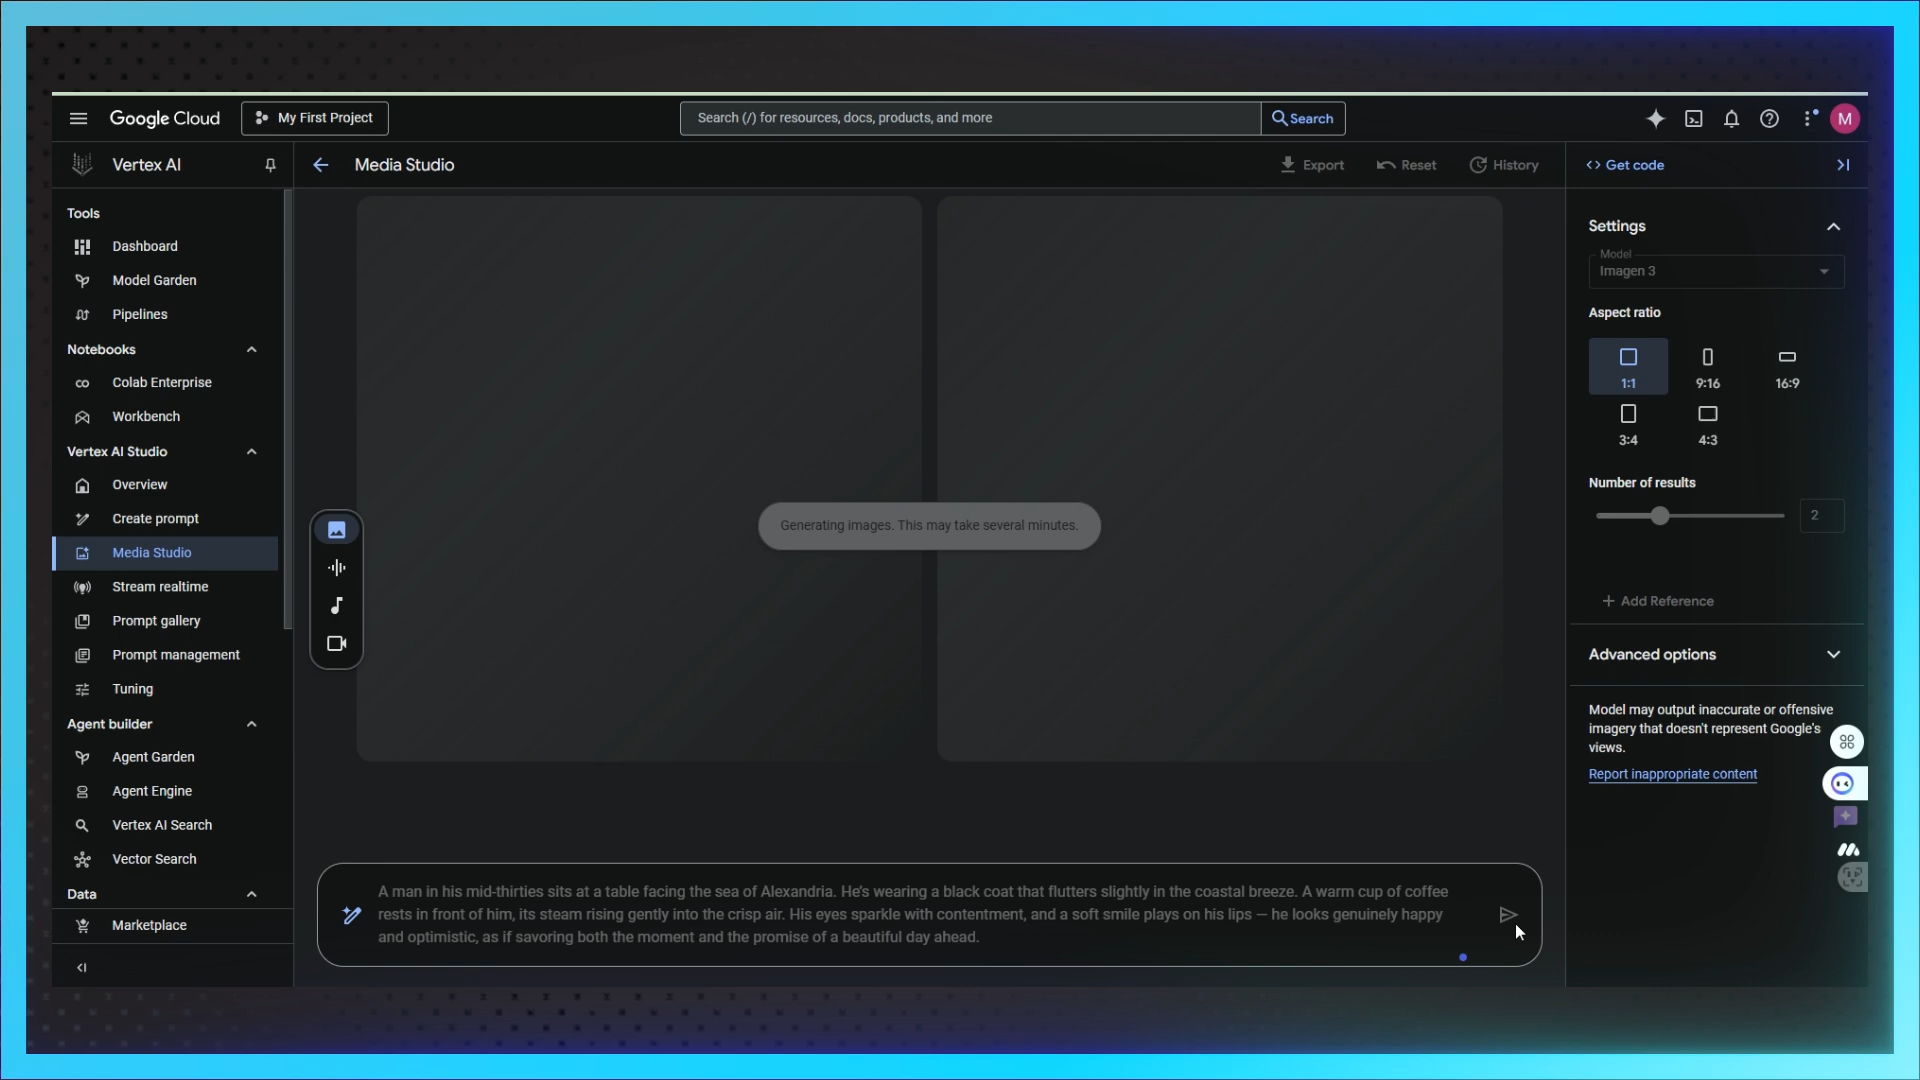 Google Cloud
My First Project
Search (/) for resources, docs, products, and more
Search
M
Vertex AI
Media Studio
Export
Reset
History
<> Get code
Tools
Dashboard
Model Garden
Pipelines
Notebooks
Colab Enterprise
Workbench
Vertex AI Studio
Overview
Create prompt
Media Studio
Stream realtime
Prompt gallery
Prompt management
Tuning
Agent builder
Agent Garden
Agent Engine
Vertex AI Search
Vector Search
Data
Marketplace
Generating images. This may take several minutes.
A man in his mid-thirties sits at a table facing the sea of Alexandria. He's wearing a black coat that flutters slightly in the coastal breeze. A warm cup of coffee
rests in front of him, its steam rising gently into the crisp air. His eyes sparkle with contentment, and a soft smile plays on his lips — he looks genuinely happy
and optimistic, as if savoring both the moment and the promise of a beautiful day ahead.
Settings
Model
Imagen 3
Aspect ratio
1:1
9:16
16:9
3:4
4:3
Number of results
2
+ Add Reference
Advanced options
Model may output inaccurate or offensive
imagery that doesn't represent Google's
views.
Report inappropriate content